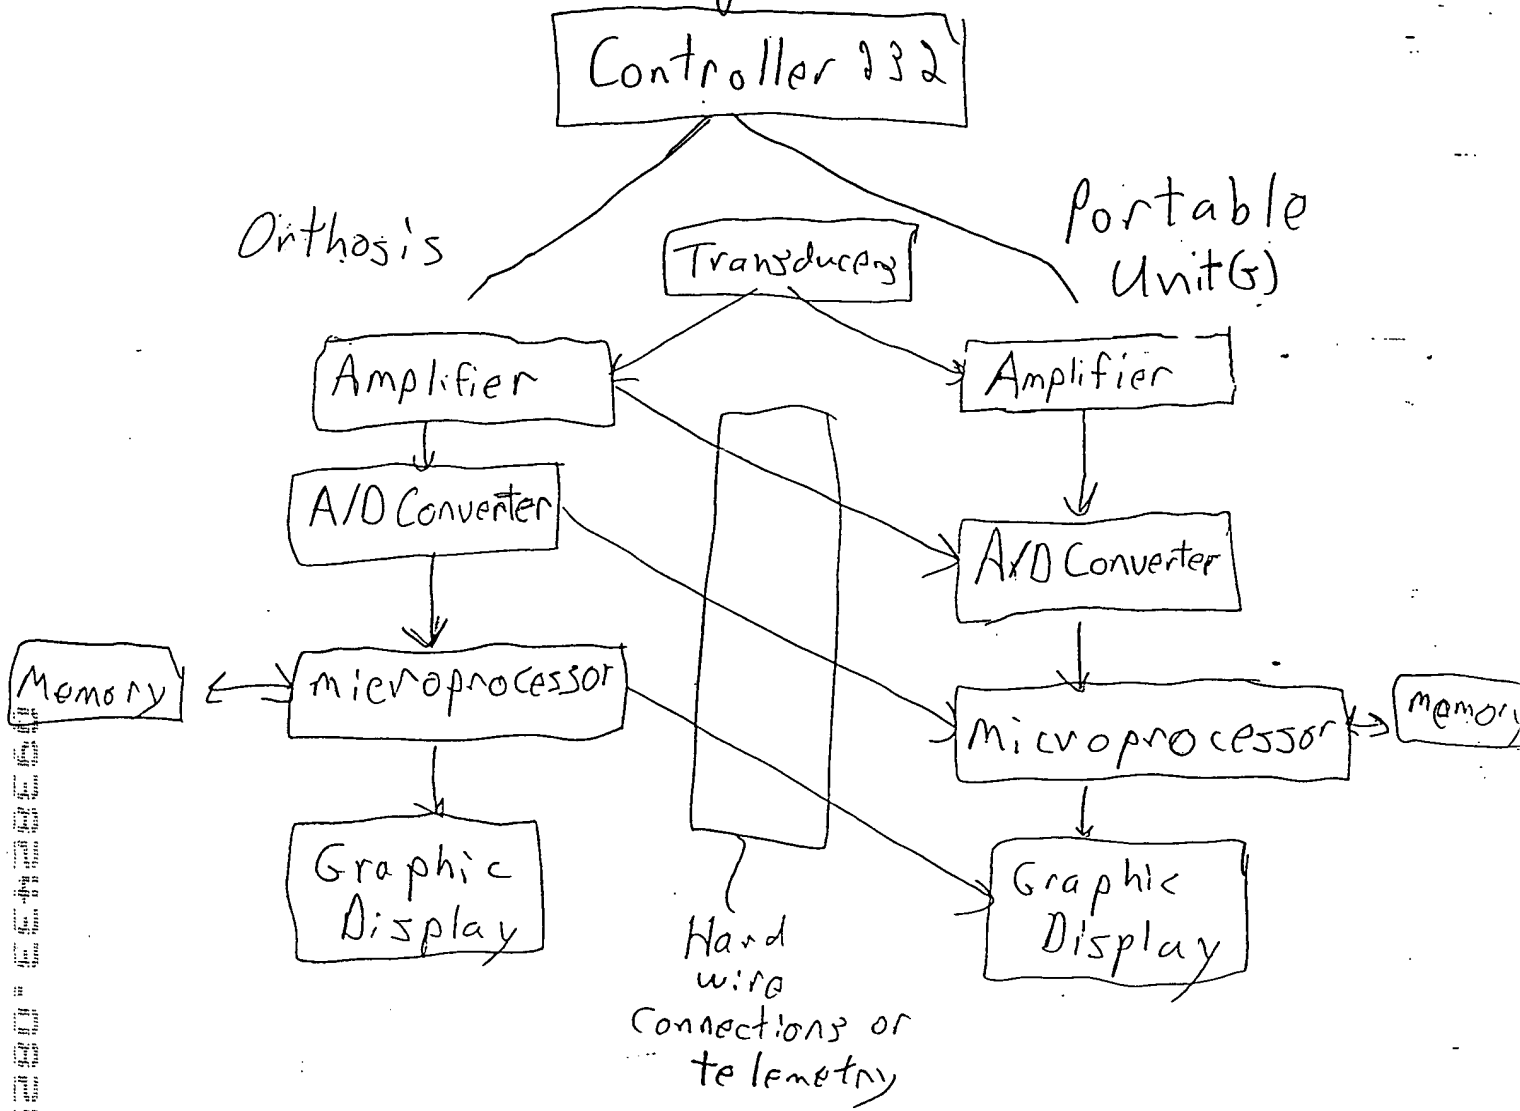 Controller 232
Orthosis
Portable
Unit(s)
Transducers
Amplifier
Amplifier
A/D Converter
A/D Converter
Memory
microprocessor
Microprocessor
memory
Graphic
Display
Graphic
Display
Hard
wire
Connections or
telemetry